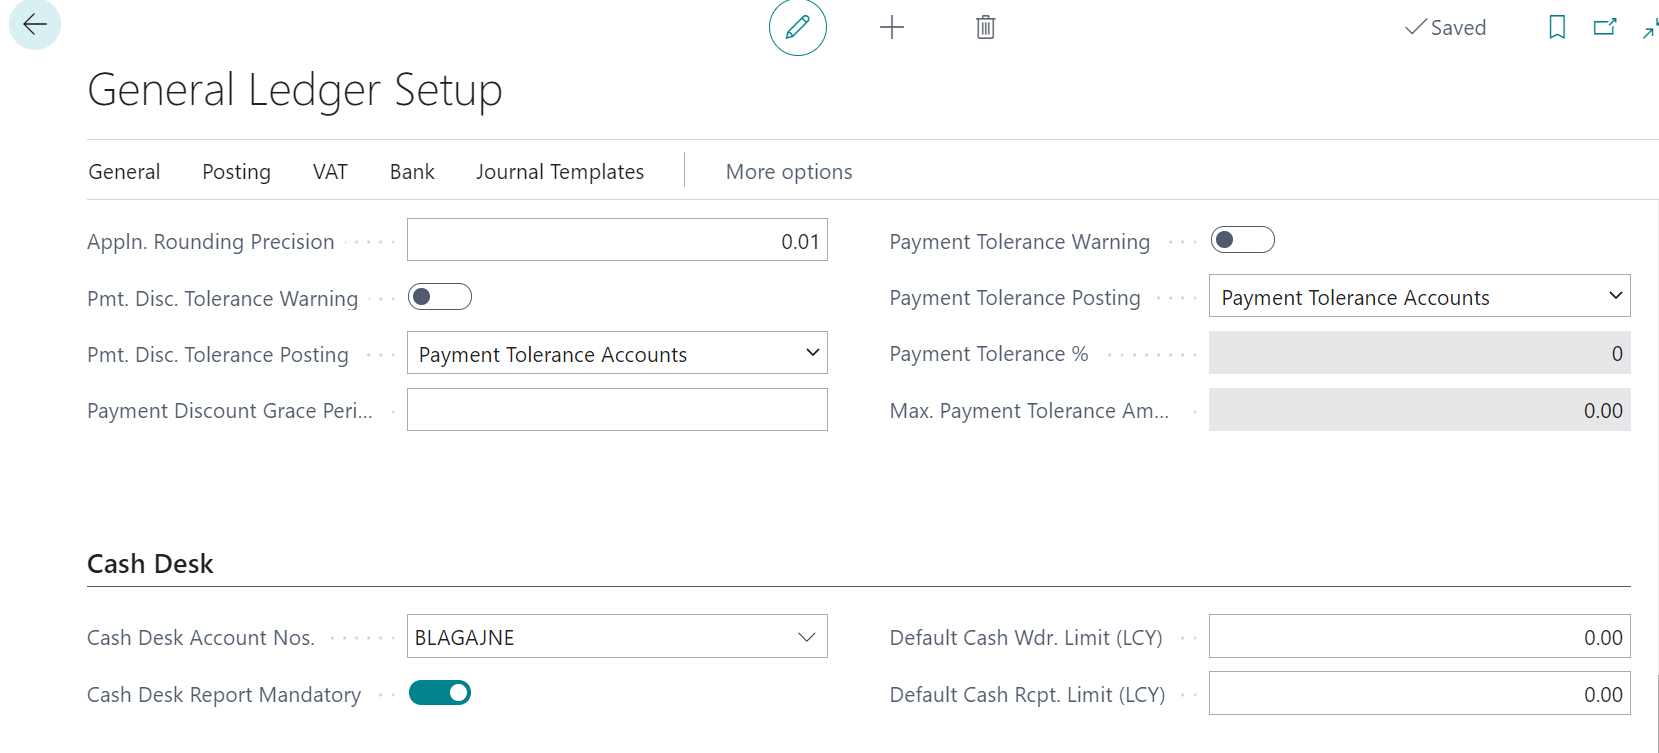 Saved
General Ledger Setup
General Posting VAT Bank Journal Templates More options
Appln. Rounding Precision 0.01 Payment Tolerance Warning
Pmt. Disc. Tolerance Warning Payment Tolerance Posting Payment Tolerance Accounts
Pmt. Disc. Tolerance Posting Payment Tolerance Accounts Payment Tolerance % 0
Payment Discount Grace Peri... Max. Payment Tolerance Am... 0.00
Cash Desk
Cash Desk Account Nos. BLAGAJNE Default Cash Wdr. Limit (LCY) 0.00
Cash Desk Report Mandatory Default Cash Rcpt. Limit (LCY) 0.00